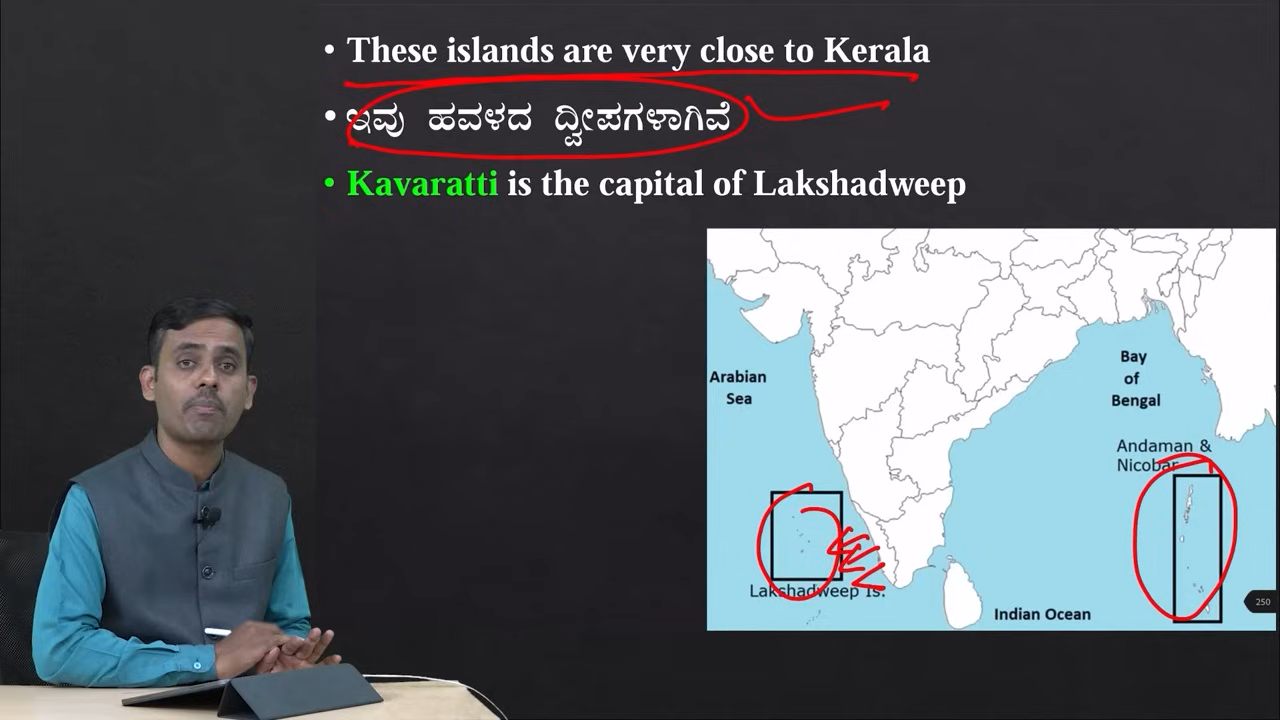 • These islands are very close to Kerala
• ಇವು ಹವಳದ ದ್ವೀಪಗಳಾಗಿವೆ
• Kavaratti is the capital of Lakshadweep
Arabian
Sea
Bay
of
Bengal
Andaman &
Nicobar
Lakshadweep Is.
Indian Ocean
250